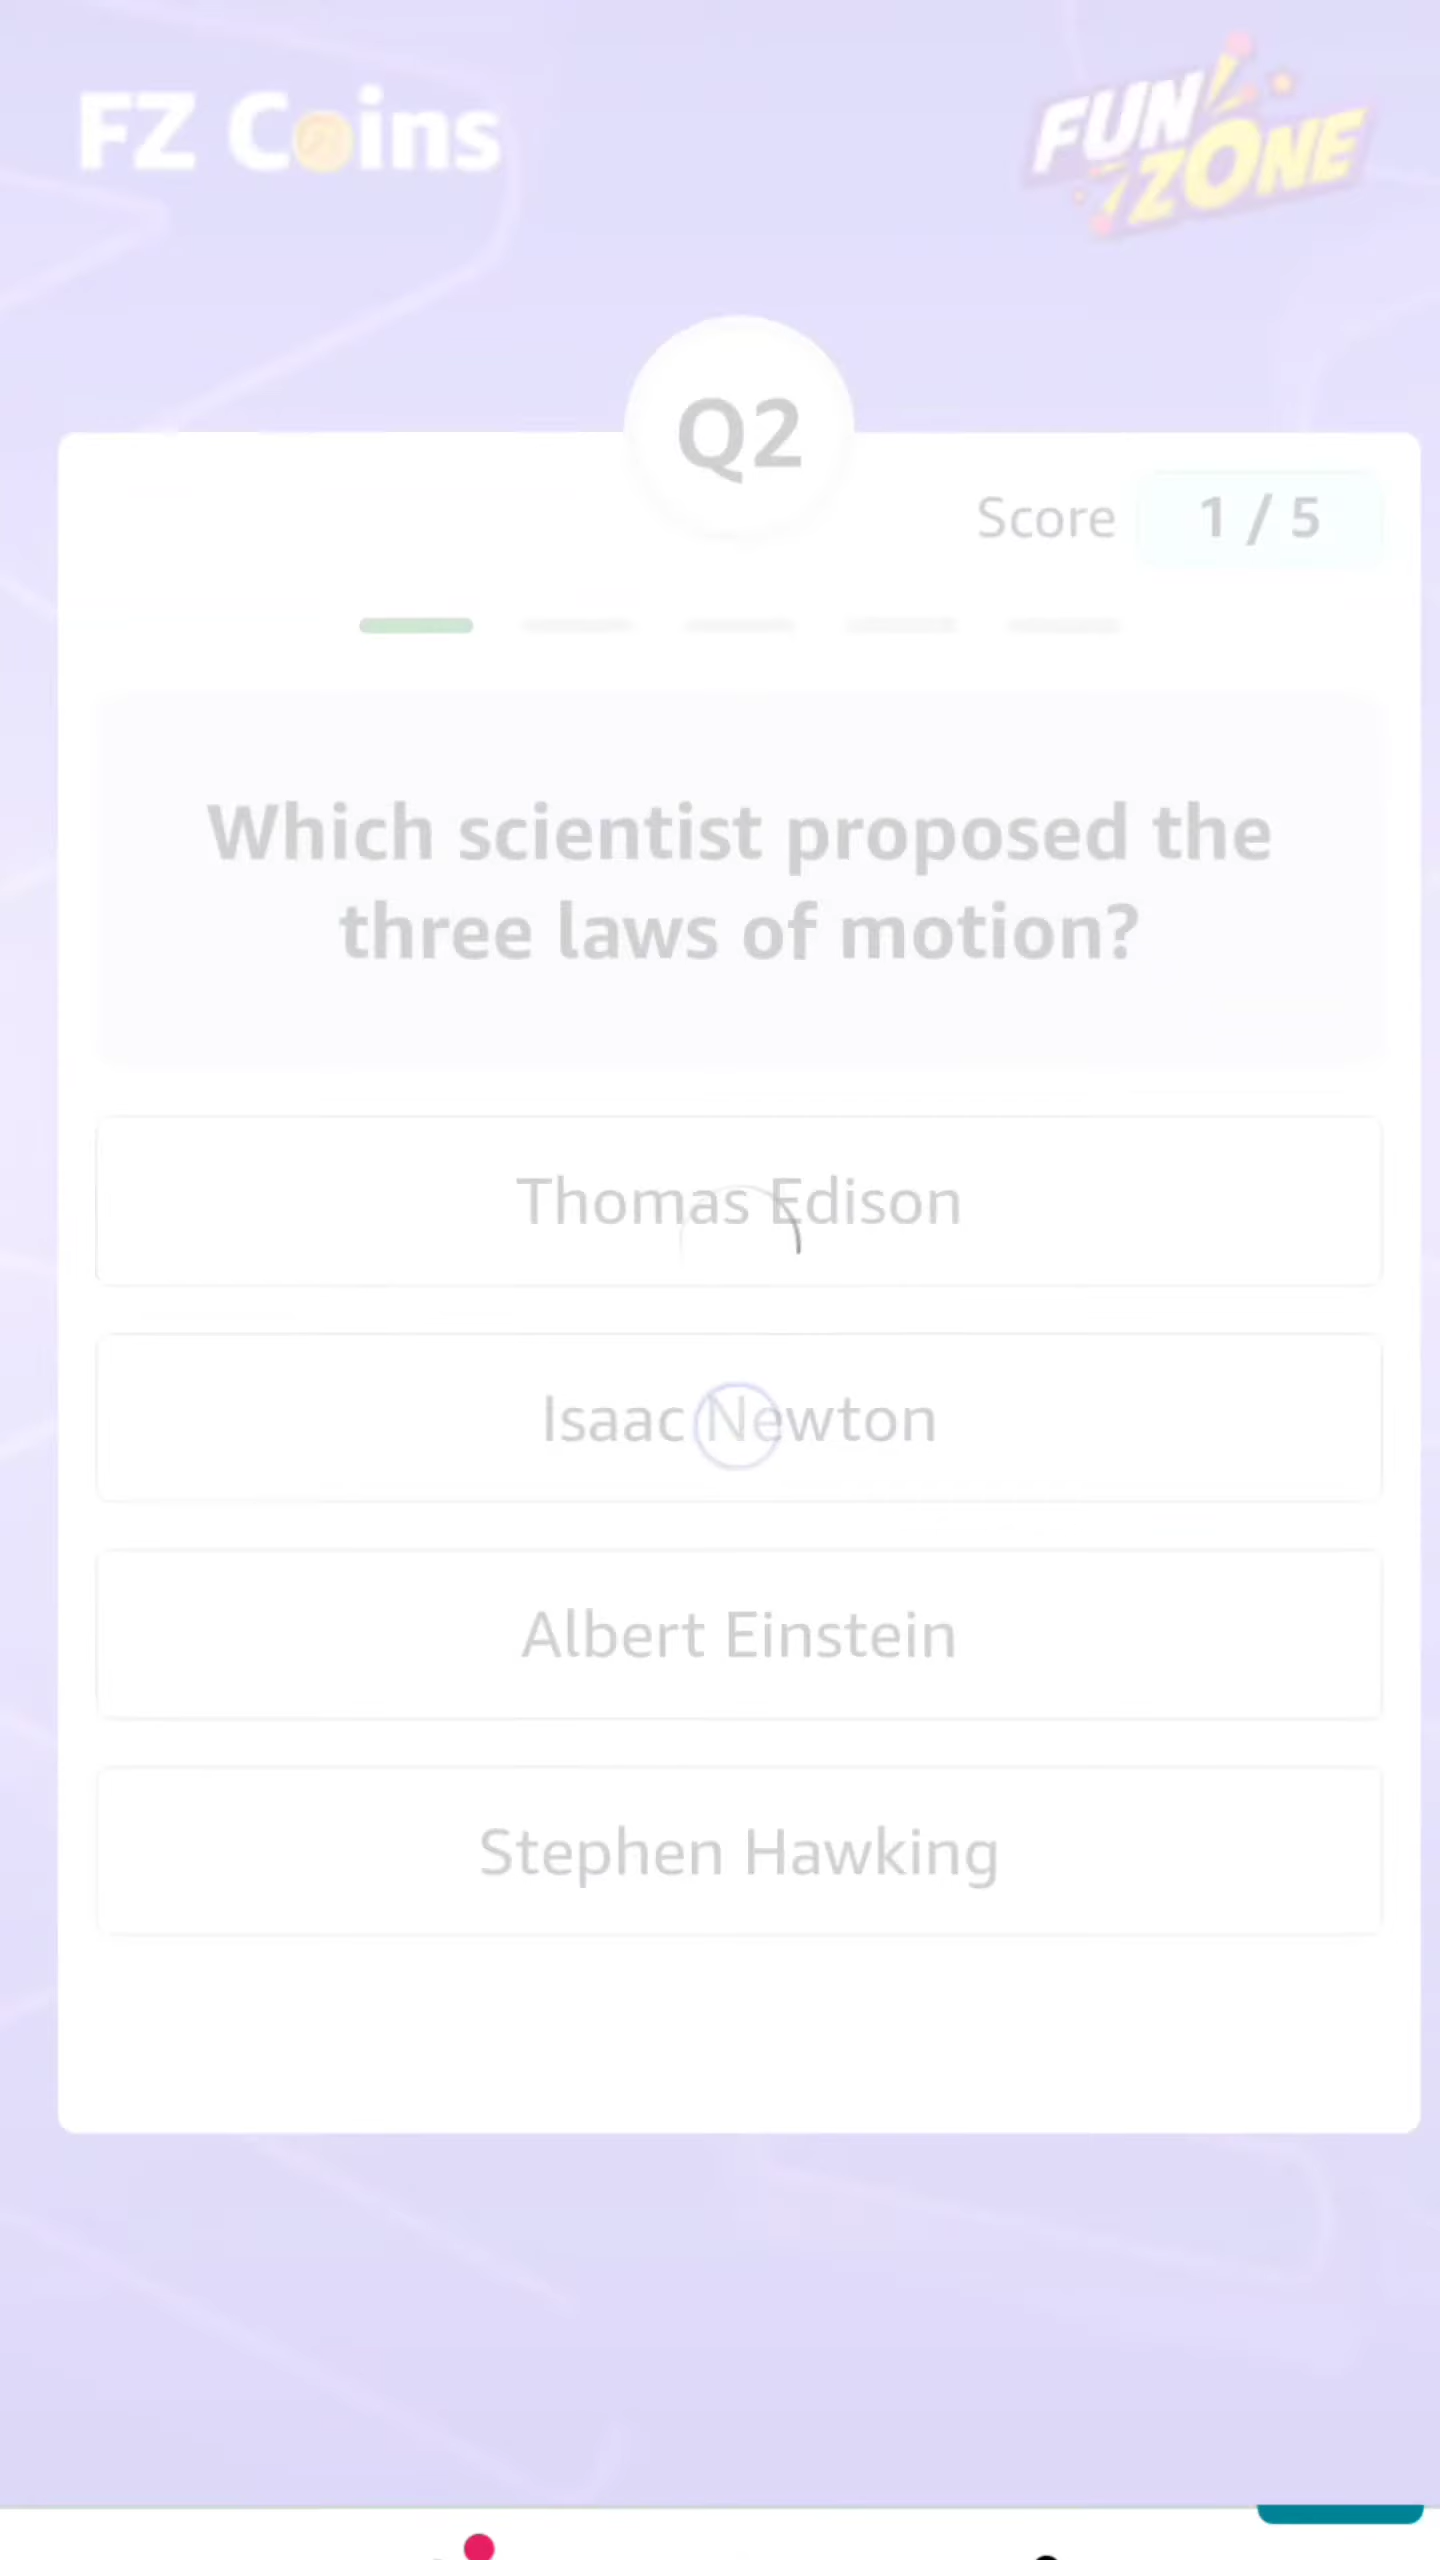 FZ Coins
FUN
ZONE
Q2
Score 1 / 5
Which scientist proposed the
three laws of motion?
Thomas Edison
Isaac Newton
Albert Einstein
Stephen Hawking